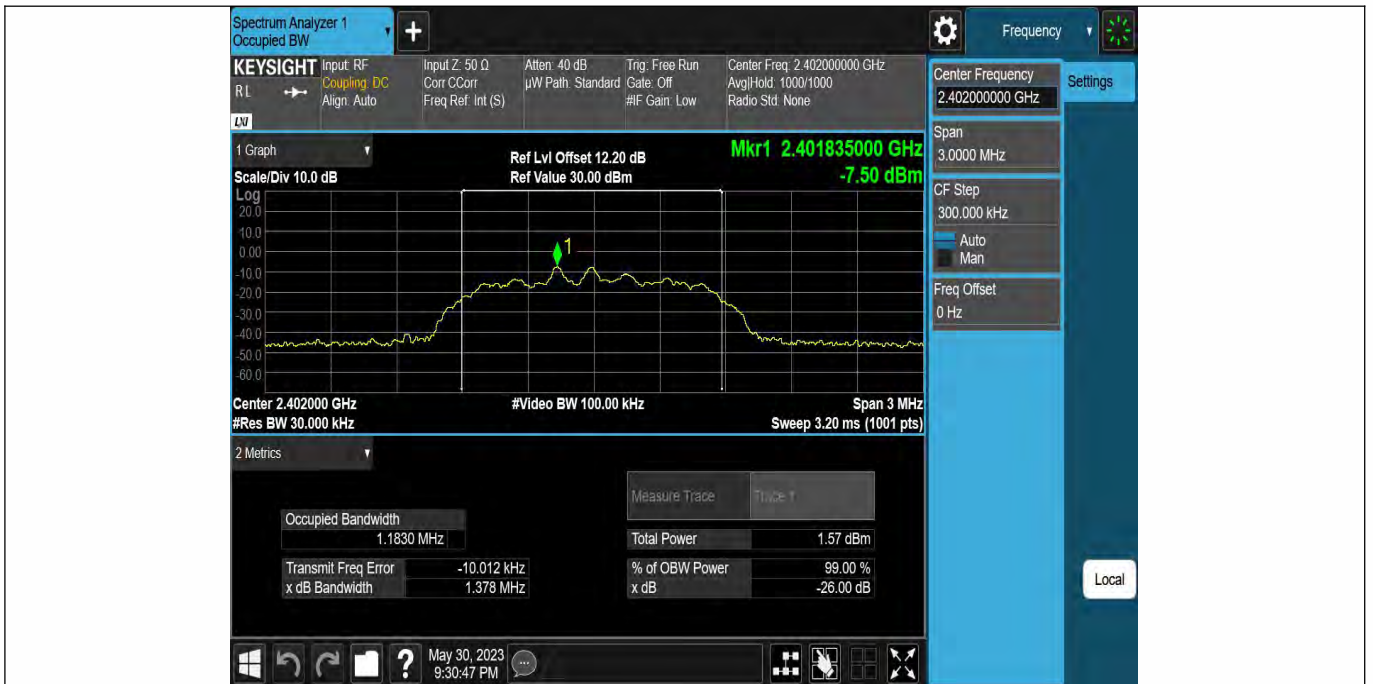 Spectrum Analyzer 1
Occupied BW
+
Frequency
KEYSIGHT
R L
LXI
Input: RF
Coupling: DC
Align: Auto
Input Z: 50 Ω
Corr CCorr
Freq Ref: Int (S)
Atten: 40 dB
µW Path: Standard
Trig: Free Run
Gate: Off
#IF Gain: Low
Center Freq: 2.402000000 GHz
Avg|Hold: 1000/1000
Radio Std: None
Center Frequency
2.402000000 GHz
Settings
Span
3.0000 MHz
CF Step
300.000 kHz
Auto
Man
Freq Offset
0 Hz
Local
1 Graph
Scale/Div 10.0 dB
Ref Lvl Offset 12.20 dB
Ref Value 30.00 dBm
Mkr1 2.401835000 GHz
-7.50 dBm
Log
20.0
10.0
0.00
-10.0
-20.0
-30.0
-40.0
-50.0
-60.0
1
Center 2.402000 GHz
#Video BW 100.00 kHz
Span 3 MHz
#Res BW 30.000 kHz
Sweep 3.20 ms (1001 pts)
2 Metrics
Measure Trace
Trace 1
Occupied Bandwidth
1.1830 MHz
Total Power 1.57 dBm
Transmit Freq Error -10.012 kHz
% of OBW Power 99.00 %
x dB Bandwidth 1.378 MHz
x dB -26.00 dB
?
May 30, 2023
9:30:47 PM